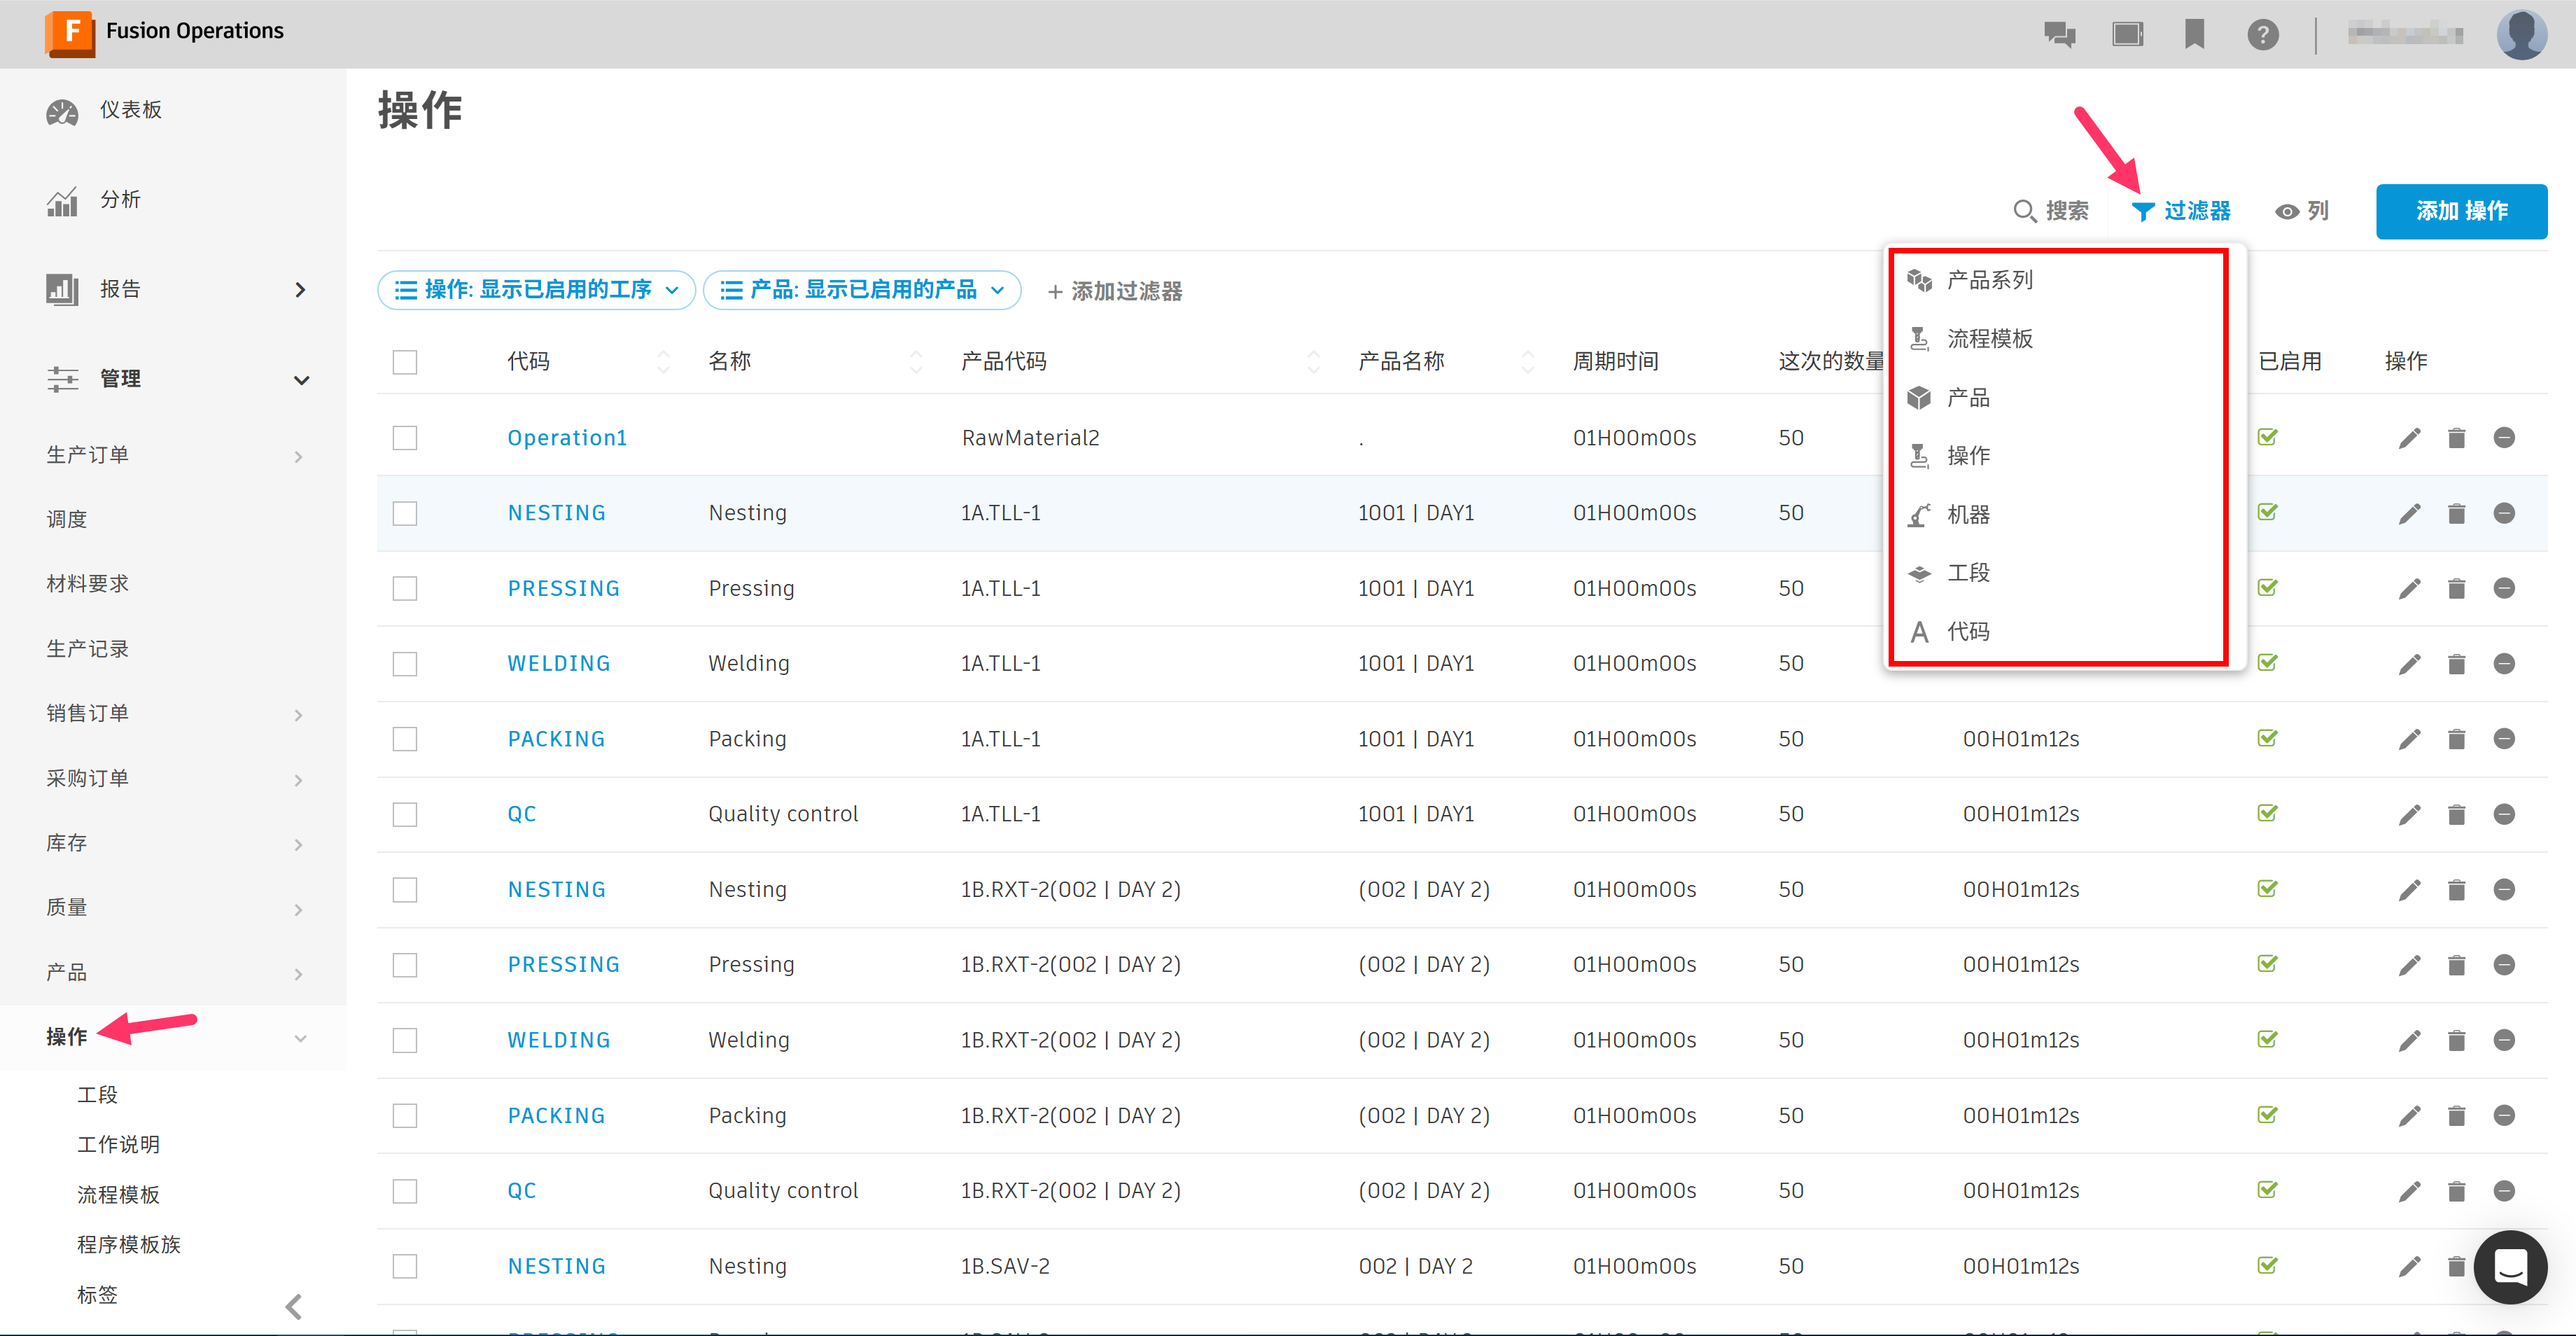 Fusion Operations
仪表板
分析
报告
管理
生产订单
调度
材料要求
生产记录
销售订单
采购订单
库存
质量
产品
操作
工段
工作说明
流程模板
程序模板族
标签
操作
搜索 过滤器 列 添加 操作
操作: 显示已启用的工序 产品: 显示已启用的产品 + 添加过滤器
产品系列
流程模板
产品
操作
机器
工段
代码
代码 名称 产品代码 产品名称 周期时间 这次的数量 已启用 操作
Operation1 RawMaterial2 . 01H00m00s 50
NESTING Nesting 1A.TLL-1 1001 | DAY1 01H00m00s 50
PRESSING Pressing 1A.TLL-1 1001 | DAY1 01H00m00s 50
WELDING Welding 1A.TLL-1 1001 | DAY1 01H00m00s 50
PACKING Packing 1A.TLL-1 1001 | DAY1 01H00m00s 50 00H01m12s
QC Quality control 1A.TLL-1 1001 | DAY1 01H00m00s 50 00H01m12s
NESTING Nesting 1B.RXT-2(002 | DAY 2) (002 | DAY 2) 01H00m00s 50 00H01m12s
PRESSING Pressing 1B.RXT-2(002 | DAY 2) (002 | DAY 2) 01H00m00s 50 00H01m12s
WELDING Welding 1B.RXT-2(002 | DAY 2) (002 | DAY 2) 01H00m00s 50 00H01m12s
PACKING Packing 1B.RXT-2(002 | DAY 2) (002 | DAY 2) 01H00m00s 50 00H01m12s
QC Quality control 1B.RXT-2(002 | DAY 2) (002 | DAY 2) 01H00m00s 50 00H01m12s
NESTING Nesting 1B.SAV-2 002 | DAY 2 01H00m00s 50 00H01m12s